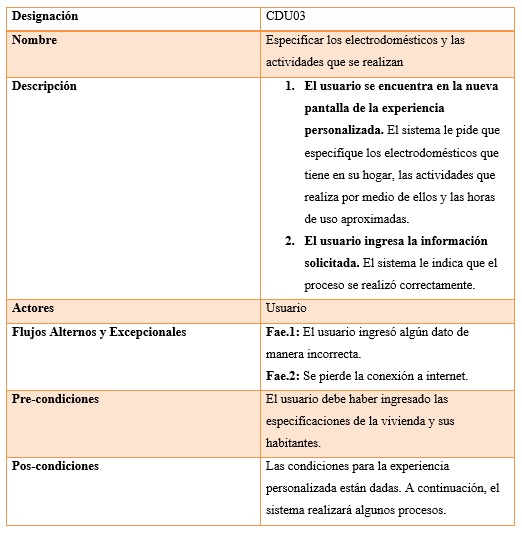 Designación CDU03
Nombre Especificar los electrodomésticos y las
actividades que se realizan
Descripción 1. El usuario se encuentra en la nueva
pantalla de la experiencia
personalizada. El sistema le pide que
especifique los electrodomésticos que
tiene en su hogar, las actividades que
realiza por medio de ellos y las horas
de uso aproximadas.
2. El usuario ingresa la información
solicitada. El sistema le indica que el
proceso se realizó correctamente.
Actores Usuario
Flujos Alternos y Excepcionales Fae.1: El usuario ingresó algún dato de
manera incorrecta.
Fae.2: Se pierde la conexión a internet.
Pre-condiciones El usuario debe haber ingresado las
especificaciones de la vivienda y sus
habitantes.
Pos-condiciones Las condiciones para la experiencia
personalizada están dadas. A continuación, el
sistema realizará algunos procesos.